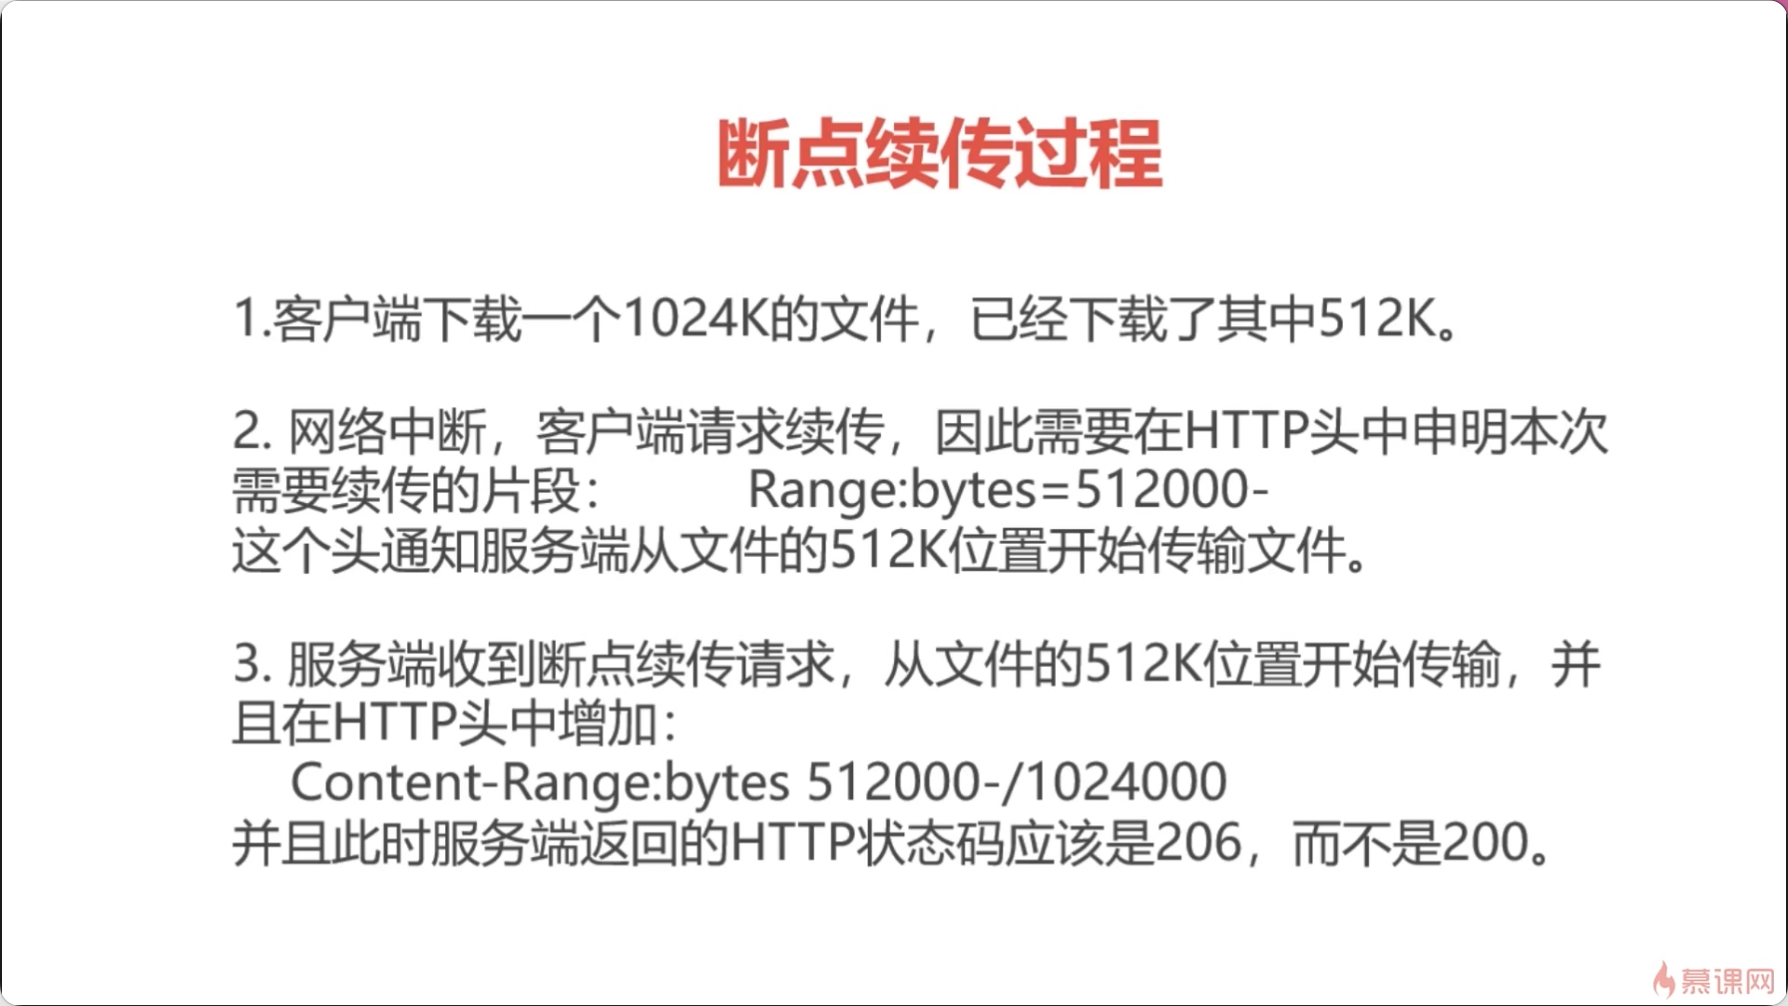 断点续传过程
1.客户端下载一个1024K的文件，已经下载了其中512K。
2. 网络中断，客户端请求续传，因此需要在HTTP头中申明本次
需要续传的片段： Range:bytes=512000-
这个头通知服务端从文件的512K位置开始传输文件。
3. 服务端收到断点续传请求，从文件的512K位置开始传输，并
且在HTTP头中增加：
Content-Range:bytes 512000-/1024000
并且此时服务端返回的HTTP状态码应该是206，而不是200。
慕课网